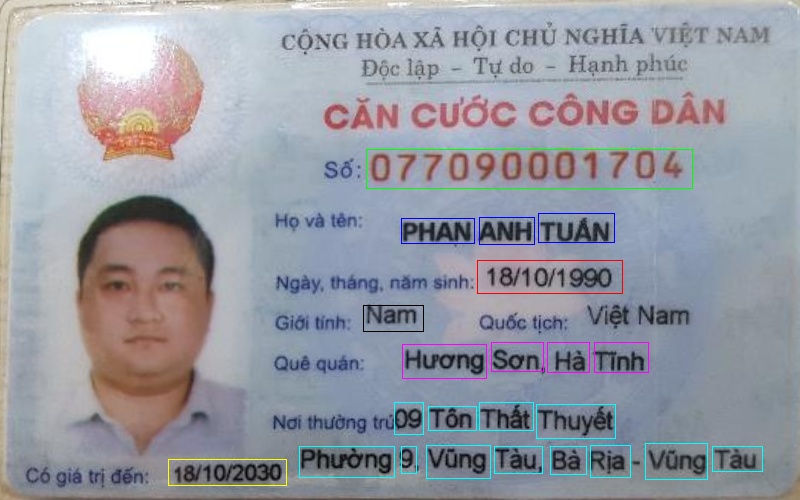 CỘNG HÒA XÃ HỘI CHỦ NGHĨA VIỆT NAM
Độc lập - Tự do - Hạnh phúc
CĂN CƯỚC CÔNG DÂN
Số: 077090001704
Họ và tên: PHAN ANH TUẤN
Ngày, tháng, năm sinh: 18/10/1990
Giới tính: Nam Quốc tịch: Việt Nam
Quê quán: Hương Sơn, Hà Tĩnh
Nơi thường trú: 09 Tôn Thất Thuyết
Phường 9, Vũng Tàu, Bà Rịa - Vũng Tàu
Có giá trị đến: 18/10/2030